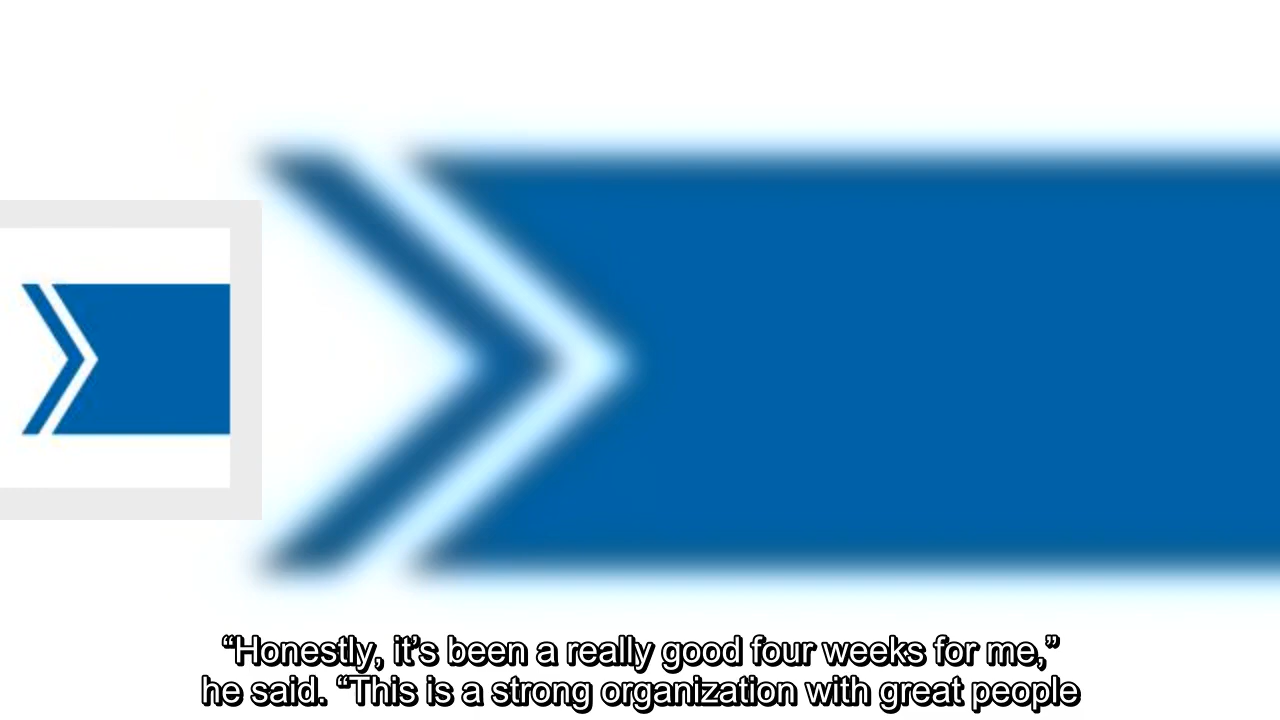 “Honestly, it’s been a really good four weeks for me,”
he said. “This is a strong organization with great people